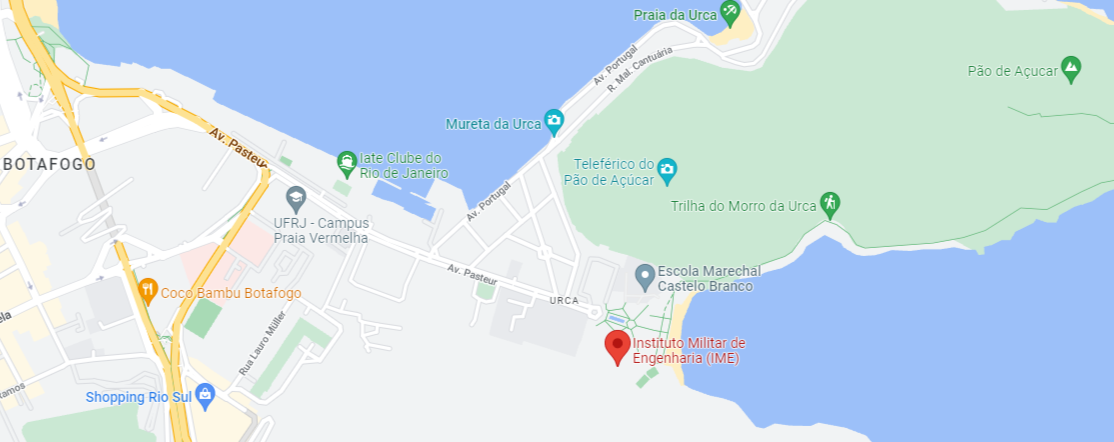 Praia da Urca
Av. Portugal
R. Mal. Cantuária
Pão de Açucar
Mureta da Urca
Av. Pasteur
BOTAFOGO
Iate Clube do
Rio de Janeiro
Teleférico do
Pão de Açúcar
Av. Portugal
Trilha do Morro da Urca
UFRJ - Campus
Praia Vermelha
Av. Pasteur
Escola Marechal
Castelo Branco
Coco Bambu Botafogo
URCA
Rua Lauro Müller
Instituto Militar de
Engenharia (IME)
Shopping Rio Sul